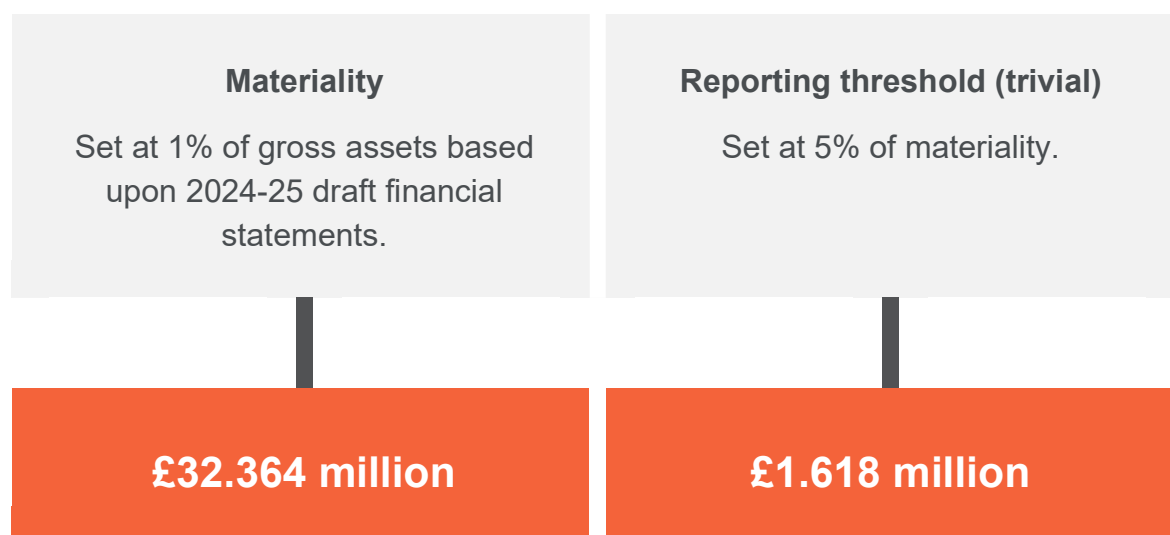 Materiality
Set at 1% of gross assets based
upon 2024-25 draft financial
statements.
£32.364 million
Reporting threshold (trivial)
Set at 5% of materiality.
£1.618 million